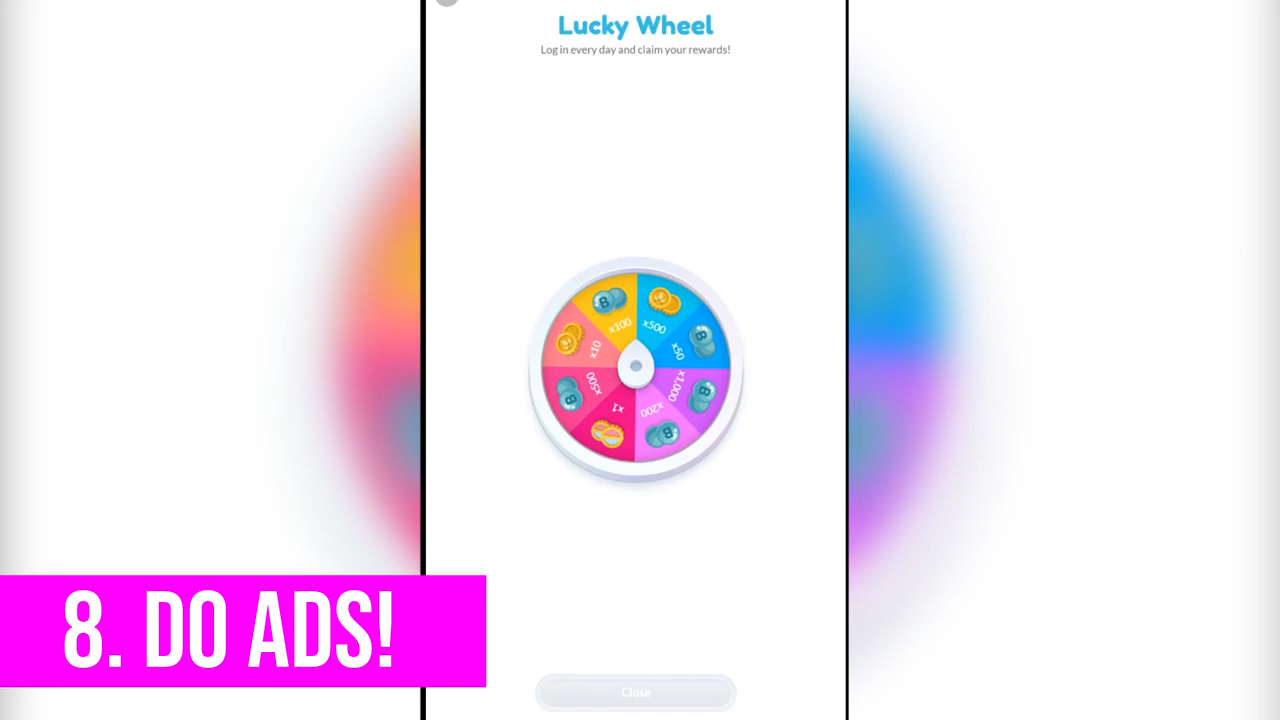 Lucky Wheel
Log in every day and claim your rewards!
x100
x500
x10
x50
x500
x1,000
x1
x200
B
B
B
B
B
8. DO ADS!
Close